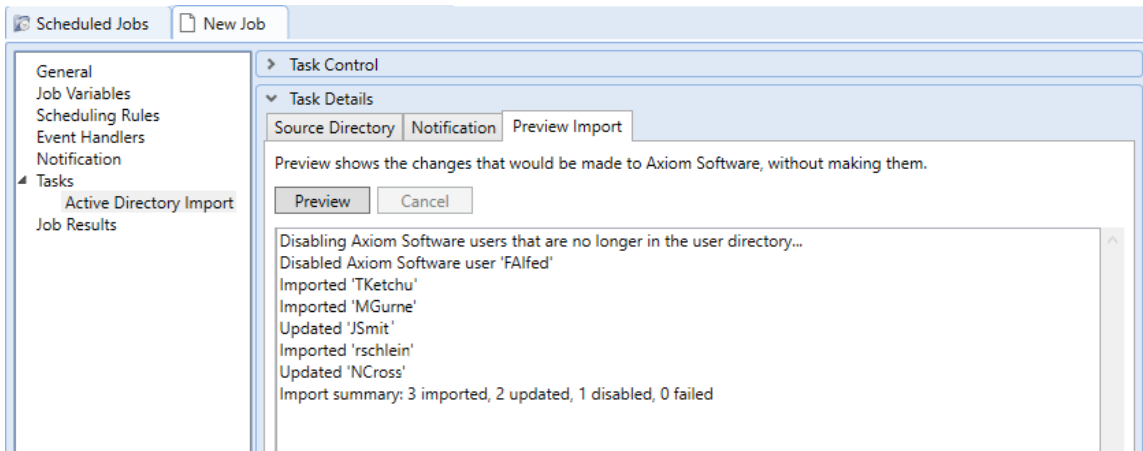 Scheduled Jobs New Job
General
Job Variables
Scheduling Rules
Event Handlers
Notification
Tasks
Active Directory Import
Job Results
Task Control
Task Details
Source Directory Notification Preview Import
Preview shows the changes that would be made to Axiom Software, without making them.
Preview Cancel
Disabling Axiom Software users that are no longer in the user directory...
Disabled Axiom Software user 'FAlfed'
Imported 'TKetchu'
Imported 'MGurne'
Updated 'JSmit'
Imported 'rschlein'
Updated 'NCross'
Import summary: 3 imported, 2 updated, 1 disabled, 0 failed